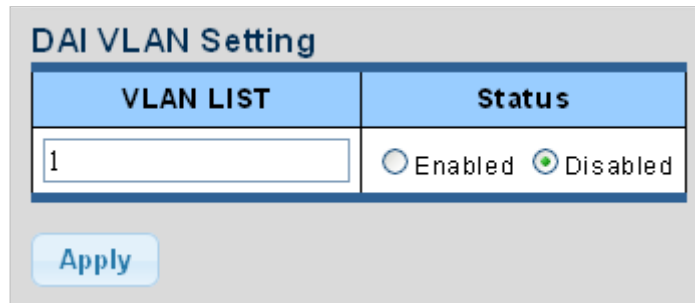 DAI VLAN Setting
VLAN LIST Status
1 Enabled Disabled
Apply